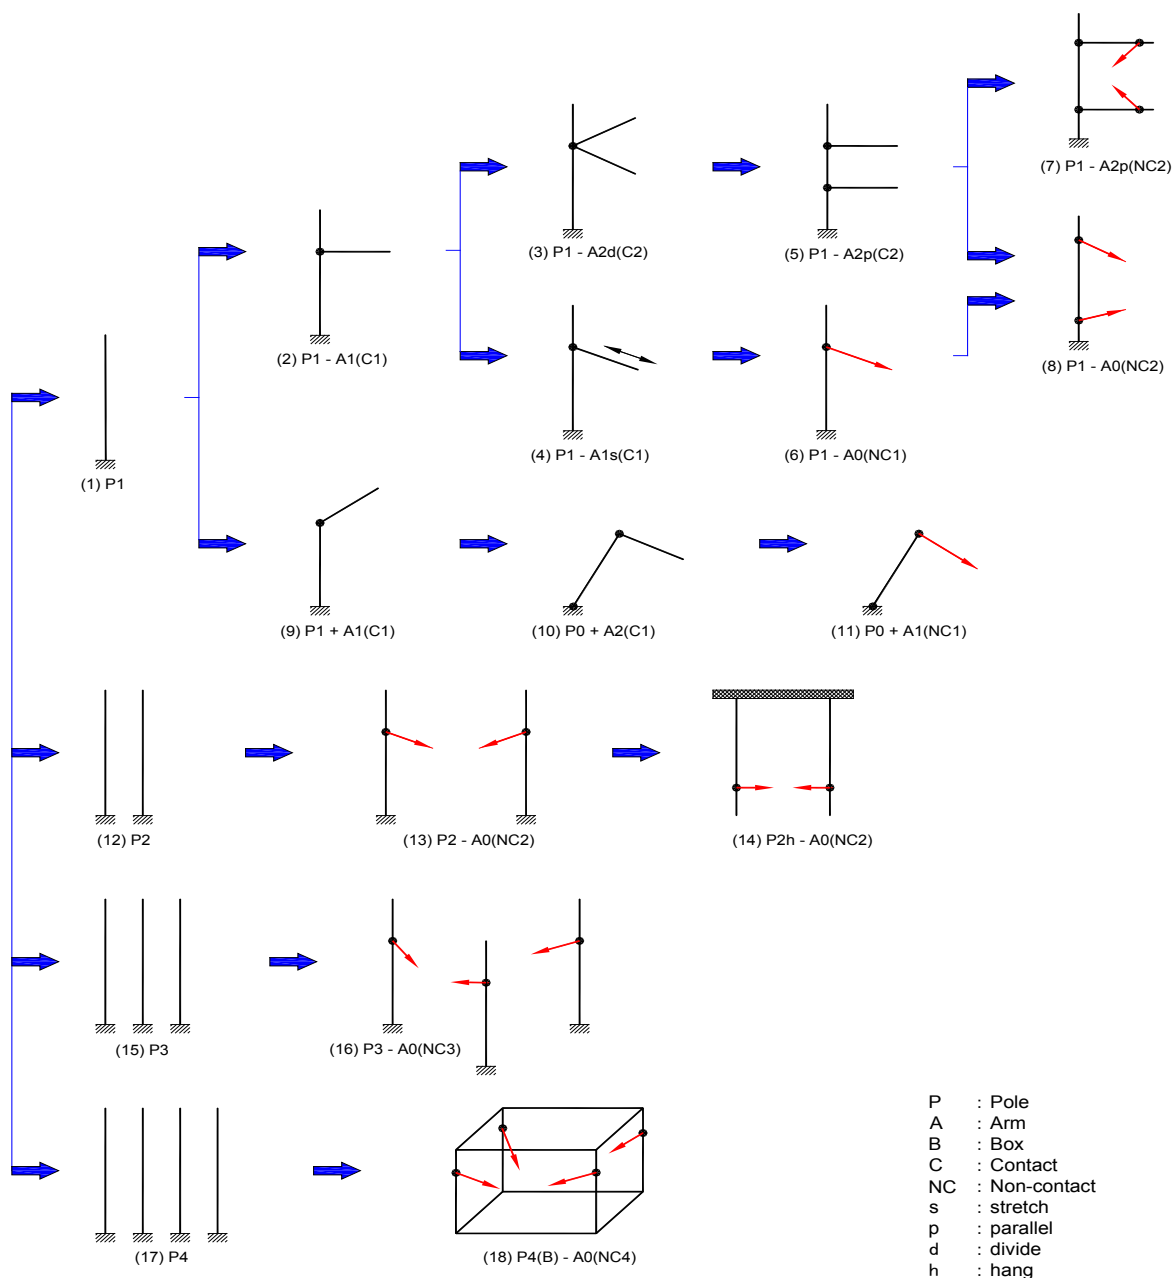 (1) P1
(2) P1 - A1(C1)
(3) P1 - A2d(C2)
(4) P1 - A1s(C1)
(5) P1 - A2p(C2)
(6) P1 - A0(NC1)
(7) P1 - A2p(NC2)
(8) P1 - A0(NC2)
(9) P1 + A1(C1)
(10) P0 + A2(C1)
(11) P0 + A1(NC1)
(12) P2
(13) P2 - A0(NC2)
(14) P2h - A0(NC2)
(15) P3
(16) P3 - A0(NC3)
(17) P4
(18) P4(B) - A0(NC4)
P : Pole
A : Arm
B : Box
C : Contact
NC : Non-contact
s : stretch
p : parallel
d : divide
h : hang